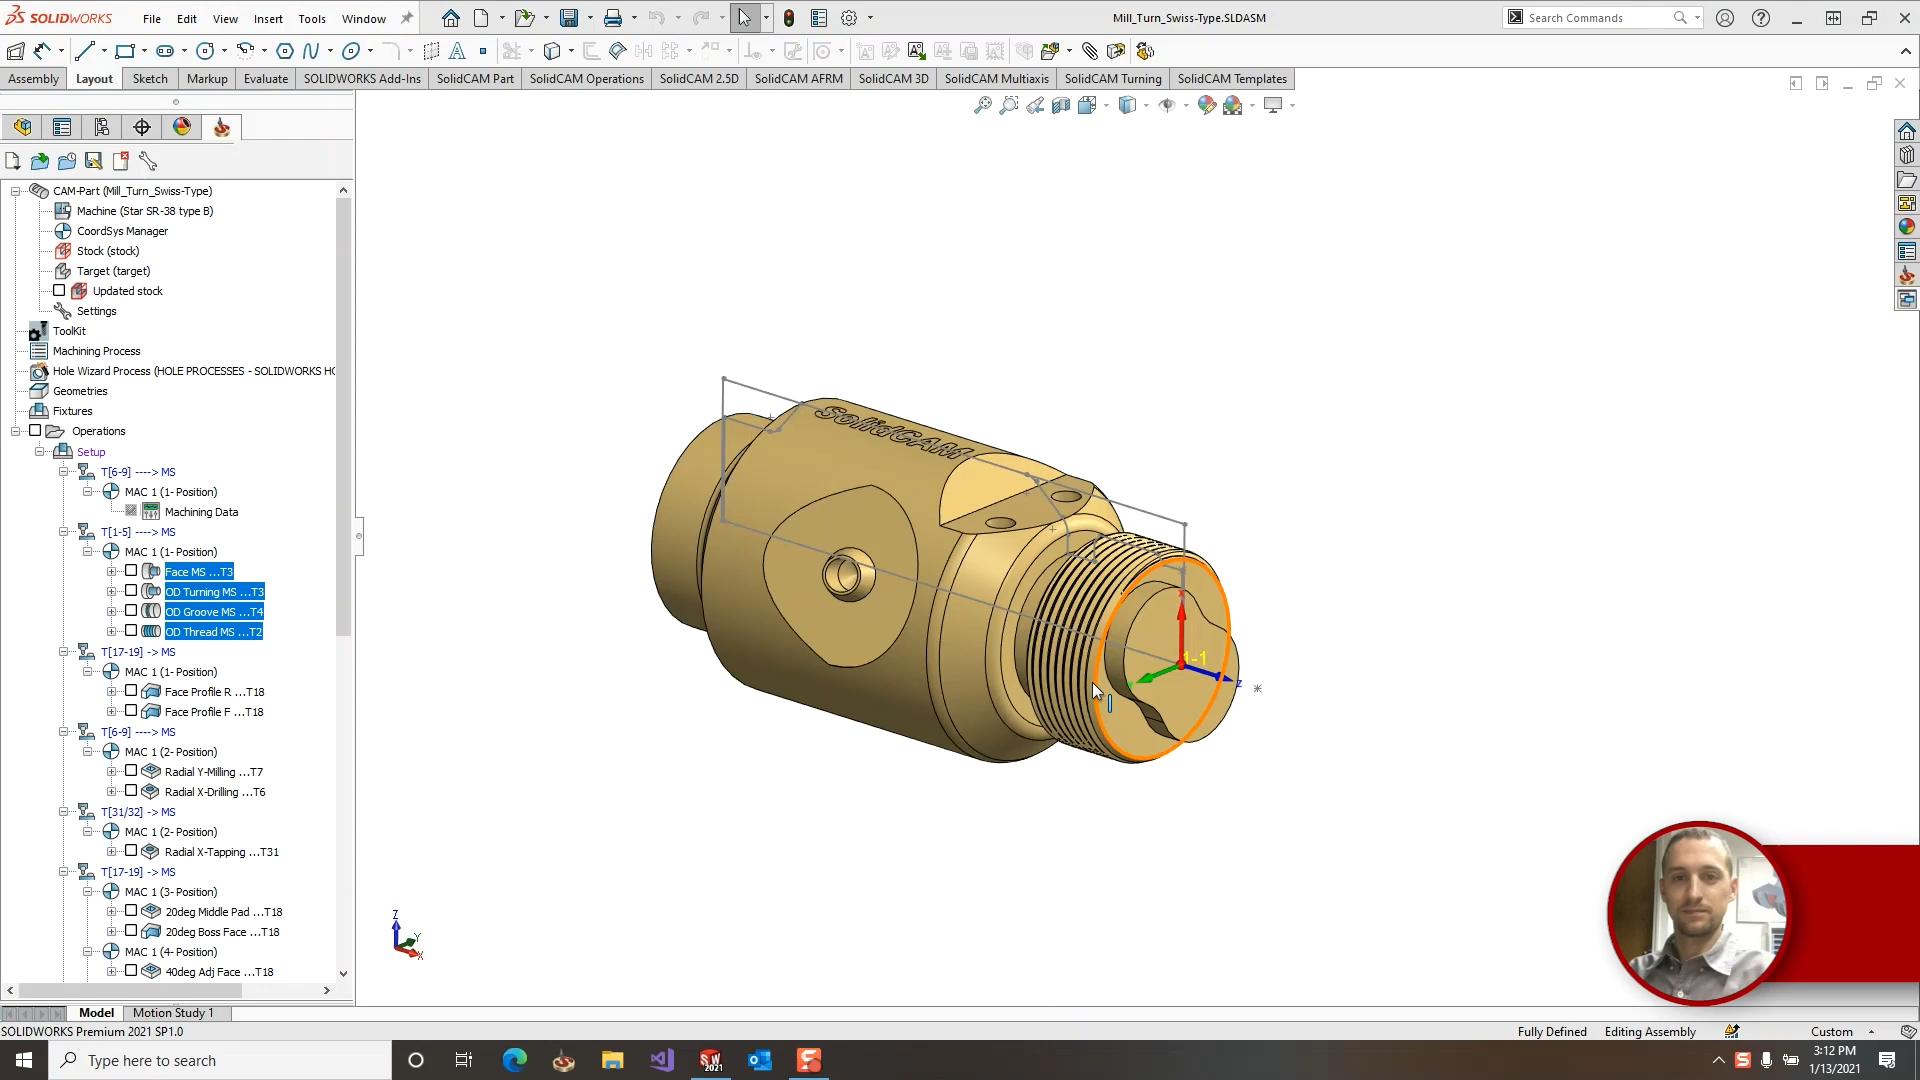 SOLIDWORKS File Edit View Insert Tools Window
Mill_Turn_Swiss-Type.SLDASM
Search Commands
Assembly Layout Sketch Markup Evaluate SOLIDWORKS Add-Ins SolidCAM Part SolidCAM Operations SolidCAM 2.5D SolidCAM AFRM SolidCAM 3D SolidCAM Multiaxis SolidCAM Turning SolidCAM Templates
CAM-Part (Mill_Turn_Swiss-Type)
Machine (Star SR-38 type B)
CoordSys Manager
Stock (stock)
Target (target)
Updated stock
Settings
ToolKit
Machining Process
Hole Wizard Process (HOLE PROCESSES - SOLIDWORKS HO
Geometries
Fixtures
Operations
Setup
T[6-9] ----> MS
MAC 1 (1- Position)
Machining Data
T[1-5] ----> MS
MAC 1 (1- Position)
Face MS ...T3
OD Turning MS ...T3
OD Groove MS ...T4
OD Thread MS ...T2
T[17-19] -> MS
MAC 1 (1- Position)
Face Profile R ...T18
Face Profile F ...T18
T[6-9] ----> MS
MAC 1 (2- Position)
Radial Y-Milling ...T7
Radial X-Drilling ...T6
T[31/32] -> MS
MAC 1 (2- Position)
Radial X-Tapping ...T31
T[17-19] -> MS
MAC 1 (3- Position)
20deg Middle Pad ...T18
20deg Boss Face ...T18
MAC 1 (4- Position)
40deg Adj Face ...T18
SolidCAM
x
1-1
z
Z
Y
X
Model Motion Study 1
SOLIDWORKS Premium 2021 SP1.0
Fully Defined Editing Assembly Custom
Type here to search
SW
2021
3:12 PM
1/13/2021